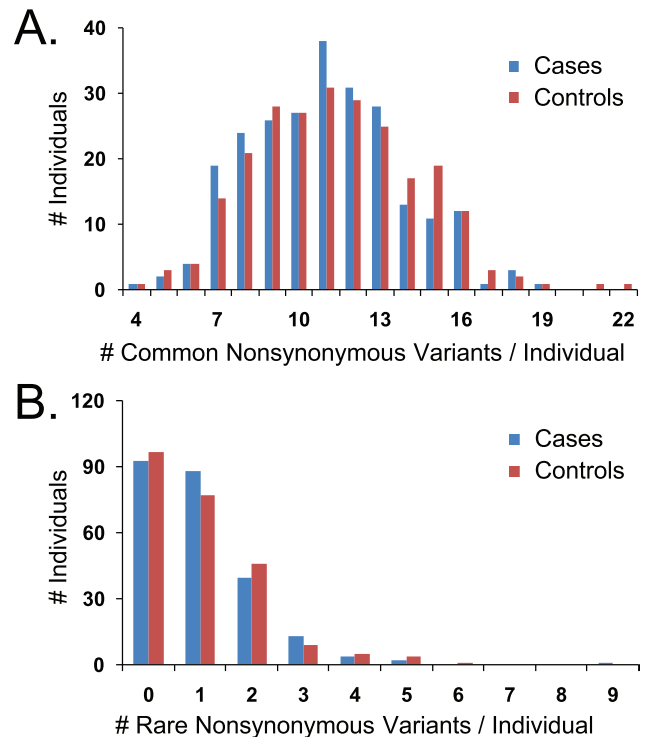 A.
# Individuals
40
30
20
10
0
Cases
Controls
4 7 10 13 16 19 22
# Common Nonsynonymous Variants / Individual
B.
# Individuals
120
90
60
30
0
Cases
Controls
0 1 2 3 4 5 6 7 8 9
# Rare Nonsynonymous Variants / Individual